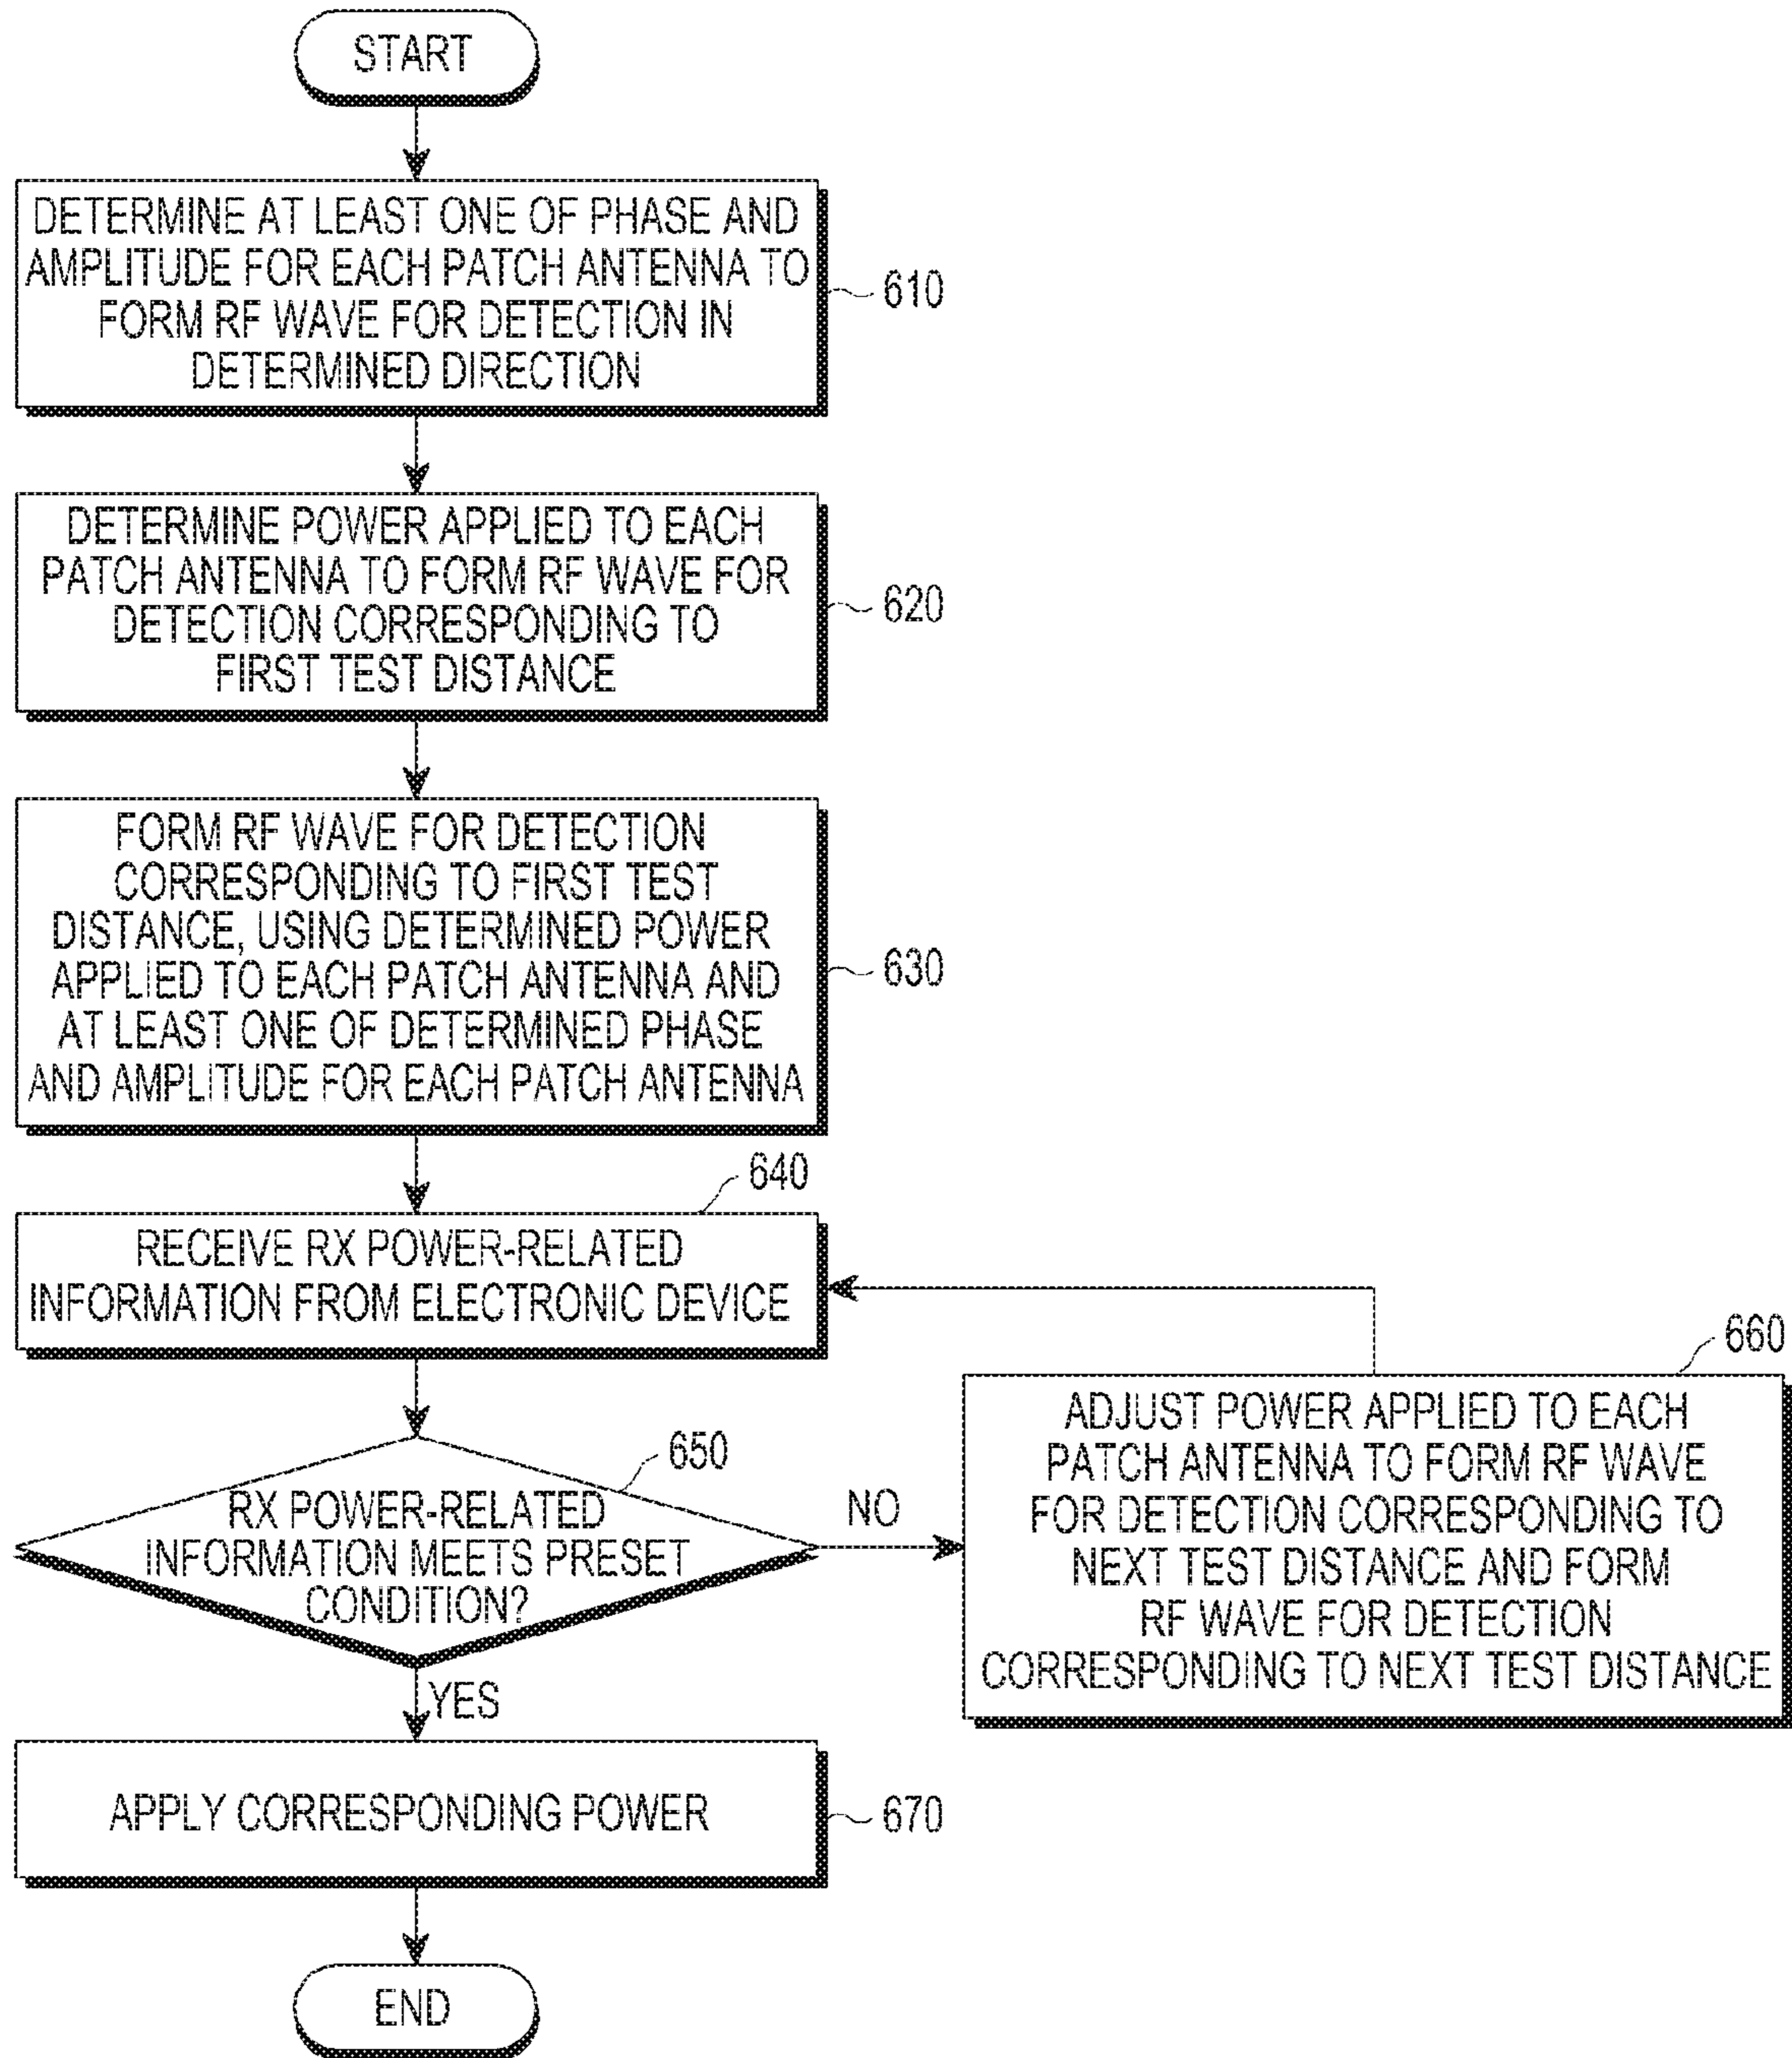 START
DETERMINE AT LEAST ONE OF PHASE AND
AMPLITUDE FOR EACH PATCH ANTENNA TO
FORM RF WAVE FOR DETECTION IN
DETERMINED DIRECTION
610
DETERMINE POWER APPLIED TO EACH
PATCH ANTENNA TO FORM RF WAVE FOR
DETECTION CORRESPONDING TO
FIRST TEST DISTANCE
620
FORM RF WAVE FOR DETECTION
CORRESPONDING TO FIRST TEST
DISTANCE, USING DETERMINED POWER
APPLIED TO EACH PATCH ANTENNA AND
AT LEAST ONE OF DETERMINED PHASE
AND AMPLITUDE FOR EACH PATCH ANTENNA
630
640
RECEIVE RX POWER-RELATED
INFORMATION FROM ELECTRONIC DEVICE
650
RX POWER-RELATED
INFORMATION MEETS PRESET
CONDITION?
NO
660
ADJUST POWER APPLIED TO EACH
PATCH ANTENNA TO FORM RF WAVE
FOR DETECTION CORRESPONDING TO
NEXT TEST DISTANCE AND FORM
RF WAVE FOR DETECTION
CORRESPONDING TO NEXT TEST DISTANCE
YES
APPLY CORRESPONDING POWER
670
END